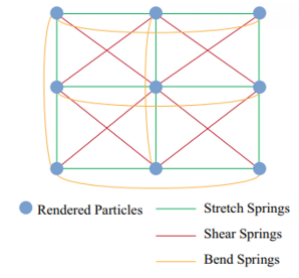 Rendered Particles
Stretch Springs
Shear Springs
Bend Springs